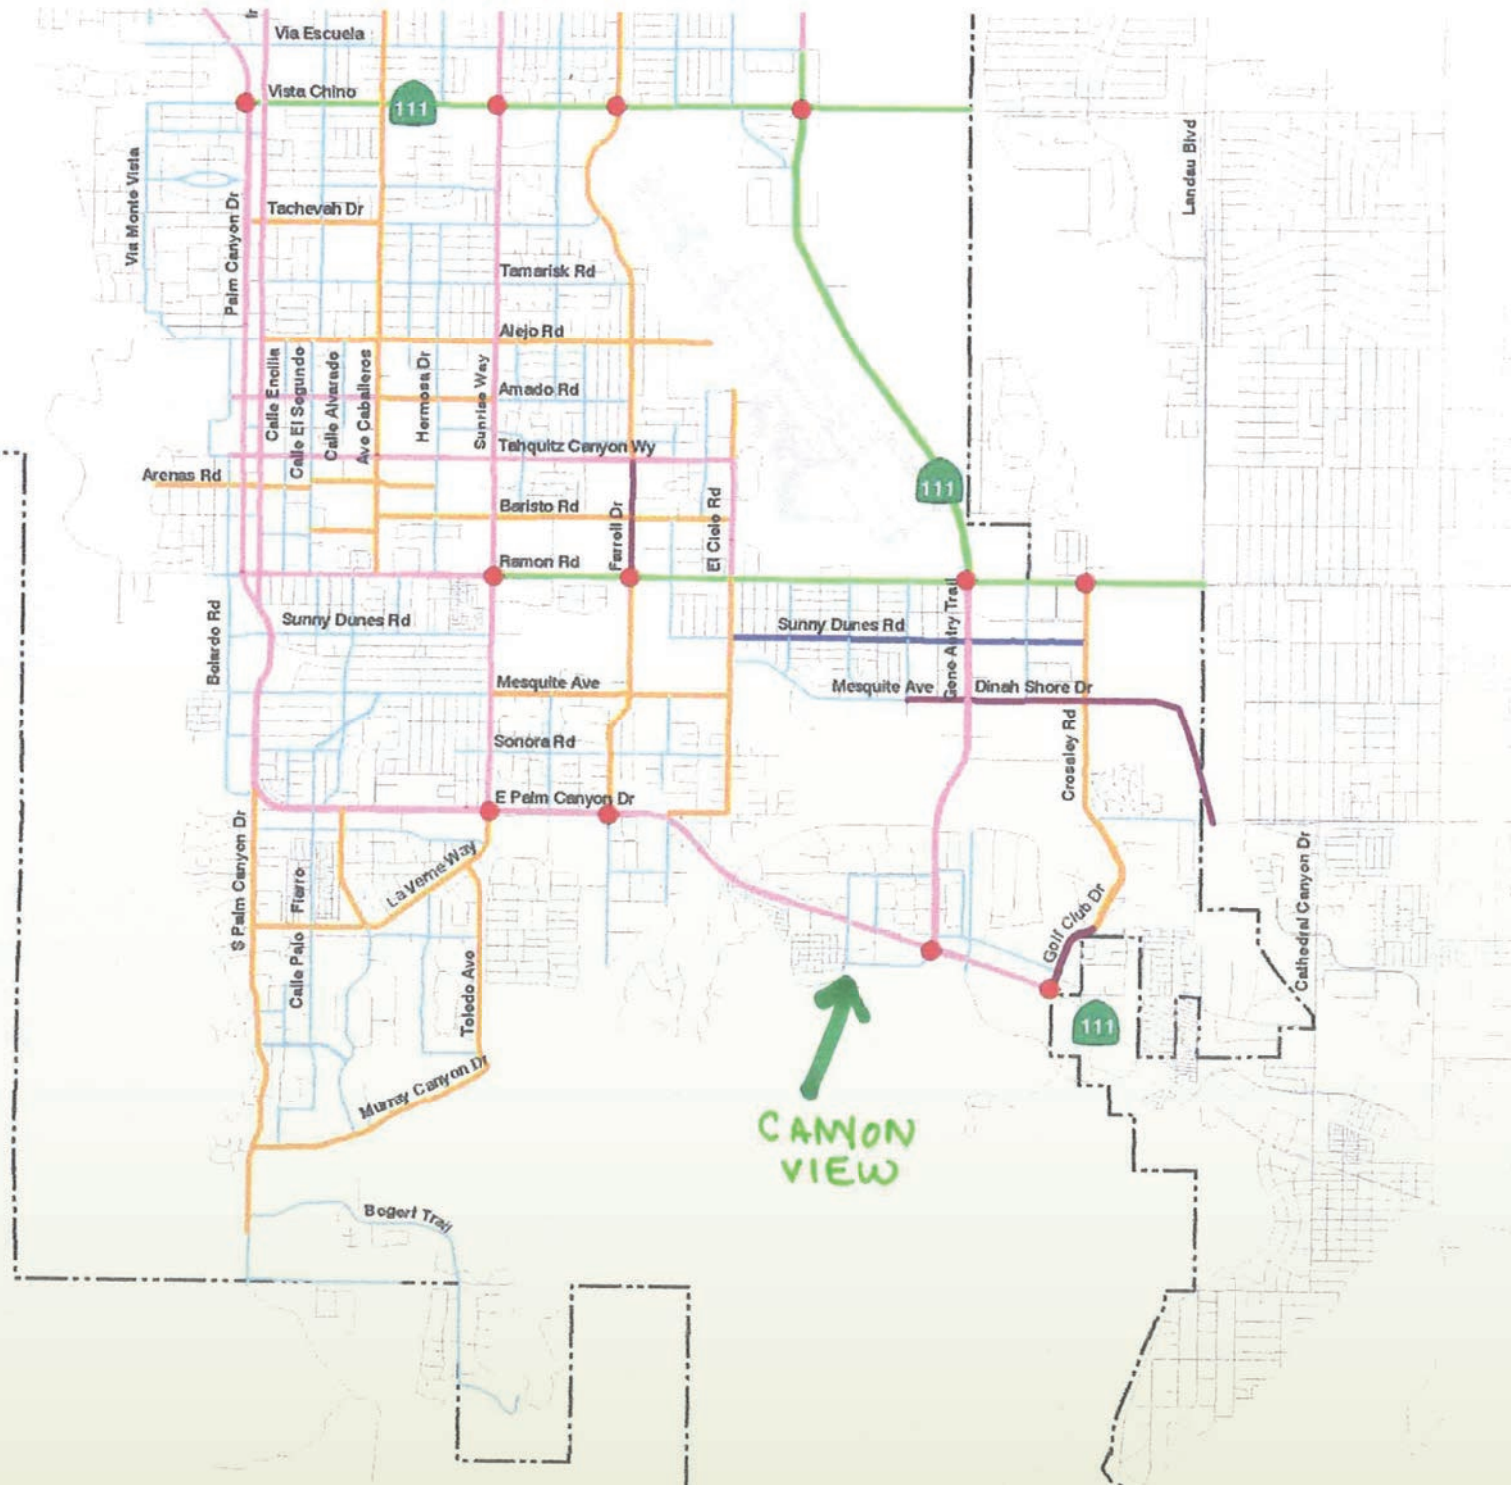 Via Escuela
Vista Chino
111
Landau Blvd
Via Monte Vista
Palm Canyon Dr
Tachevah Dr
Tamarisk Rd
Alejo Rd
Calle Encilia
Calle El Segundo
Calle Alvarado
Ave Caballeros
Hermosa Dr
Sunrise Way
Amado Rd
Tahquitz Canyon Wy
Arenas Rd
111
Baristo Rd
Farrell Dr
El Cielo Rd
Ramon Rd
Gene Autry Trail
Belardo Rd
Sunny Dunes Rd
Sunny Dunes Rd
Mesquite Ave
Mesquite Ave
Dinah Shore Dr
Crossley Rd
Sonora Rd
E Palm Canyon Dr
S Palm Canyon Dr
La Verne Way
Calle Palo Fierro
Golf Club Dr
Cathedral Canyon Dr
Toledo Ave
111
Murray Canyon Dr
CANYON
VIEW
Bogert Trail